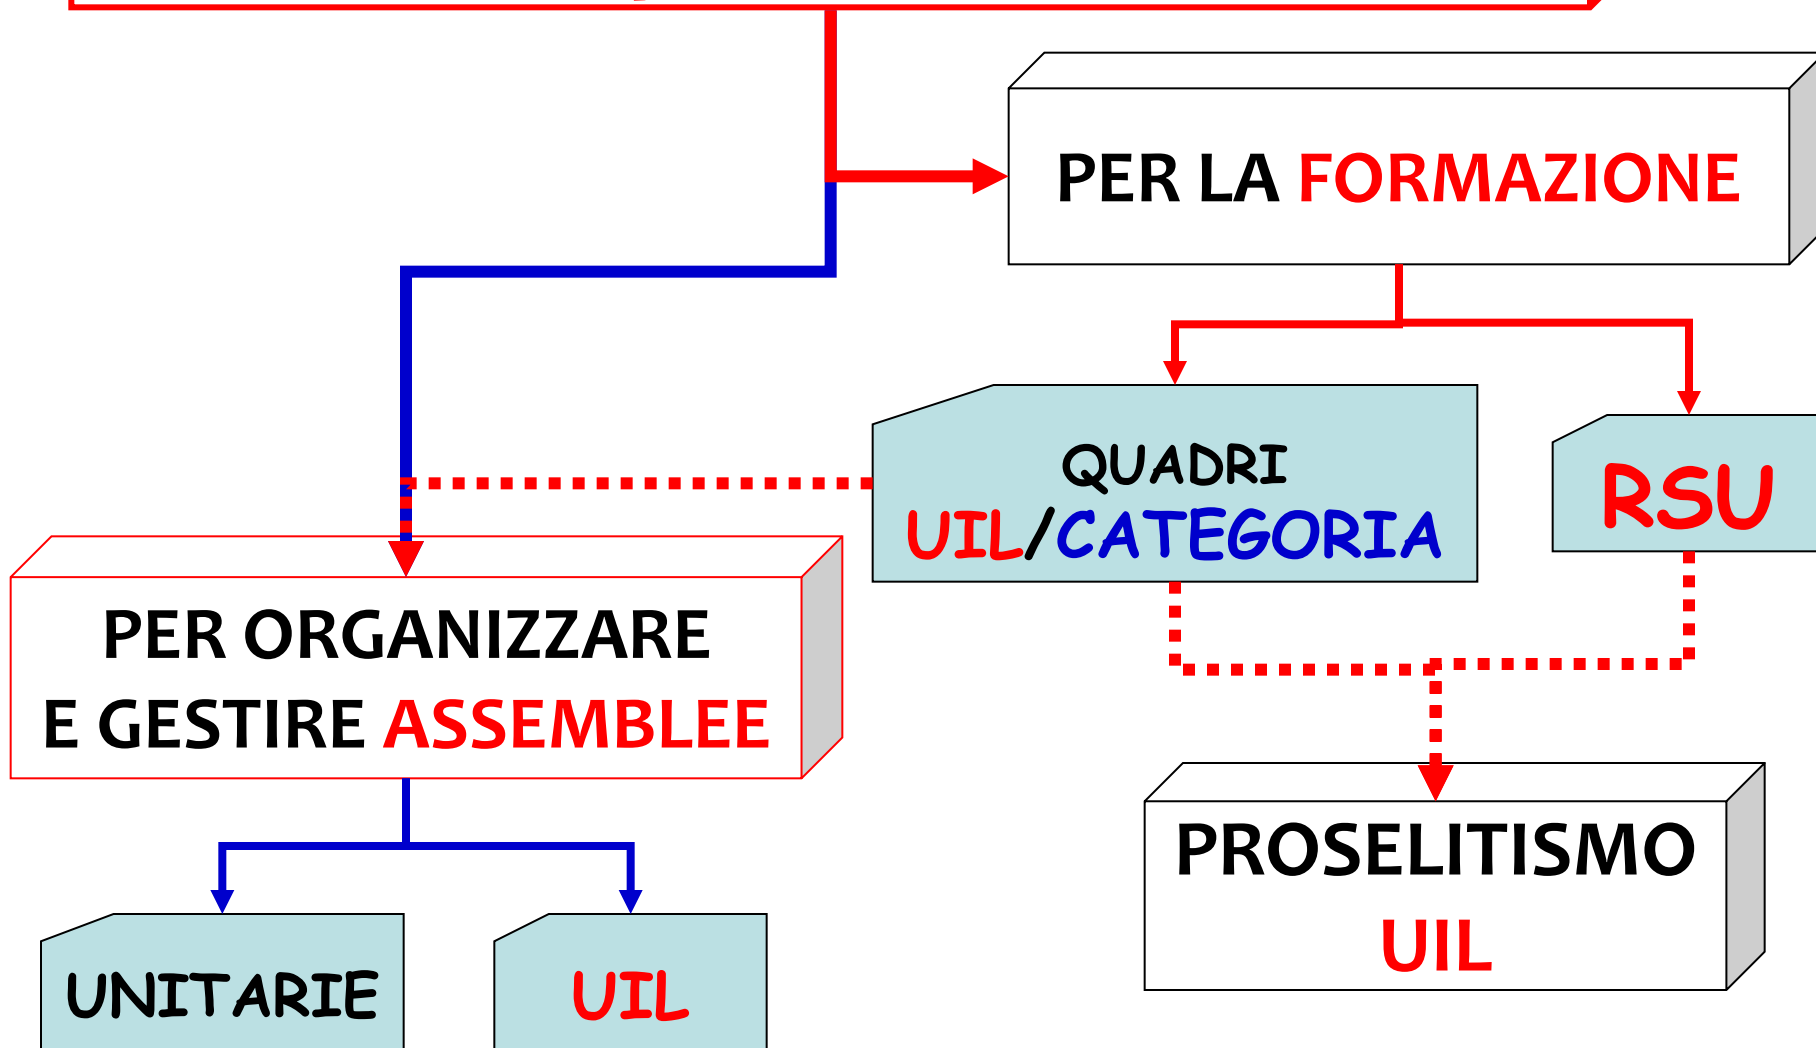 PER LA FORMAZIONE
QUADRI
UIL/CATEGORIA
RSU
PER ORGANIZZARE
E GESTIRE ASSEMBLEE
PROSELITISMO
UIL
UNITARIE
UIL